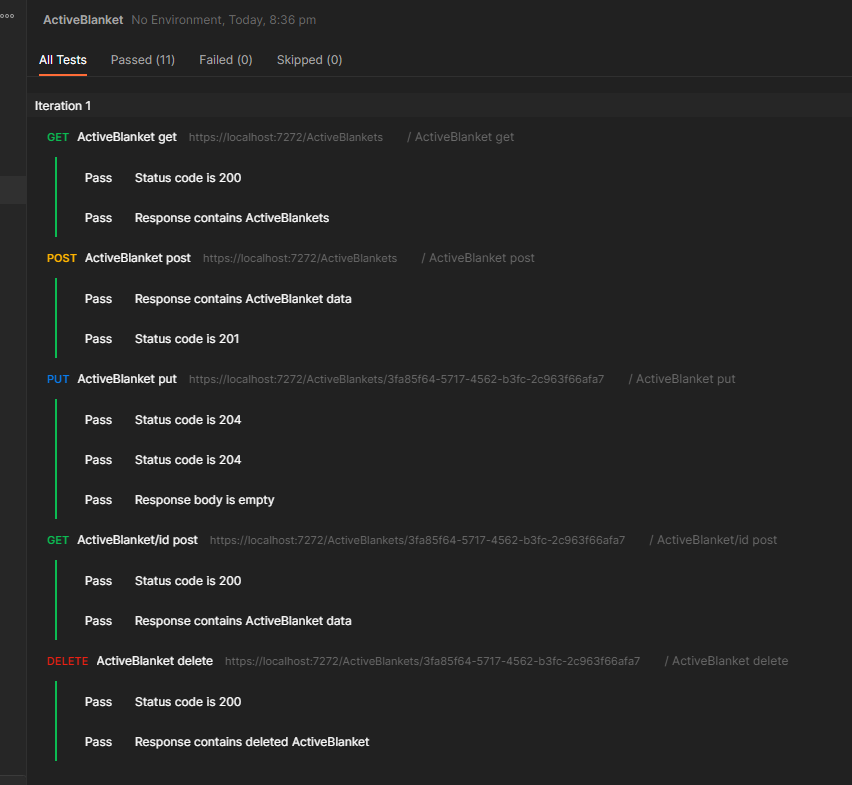 ActiveBlanket No Environment, Today, 8:36 pm
All Tests Passed (11) Failed (0) Skipped (0)
Iteration 1
GET ActiveBlanket get https://localhost:7272/ActiveBlankets / ActiveBlanket get
Pass Status code is 200
Pass Response contains ActiveBlankets
POST ActiveBlanket post https://localhost:7272/ActiveBlankets / ActiveBlanket post
Pass Response contains ActiveBlanket data
Pass Status code is 201
PUT ActiveBlanket put https://localhost:7272/ActiveBlankets/3fa85f64-5717-4562-b3fc-2c963f66afa7 / ActiveBlanket put
Pass Status code is 204
Pass Status code is 204
Pass Response body is empty
GET ActiveBlanket/id post https://localhost:7272/ActiveBlankets/3fa85f64-5717-4562-b3fc-2c963f66afa7 / ActiveBlanket/id post
Pass Status code is 200
Pass Response contains ActiveBlanket data
DELETE ActiveBlanket delete https://localhost:7272/ActiveBlankets/3fa85f64-5717-4562-b3fc-2c963f66afa7 / ActiveBlanket delete
Pass Status code is 200
Pass Response contains deleted ActiveBlanket